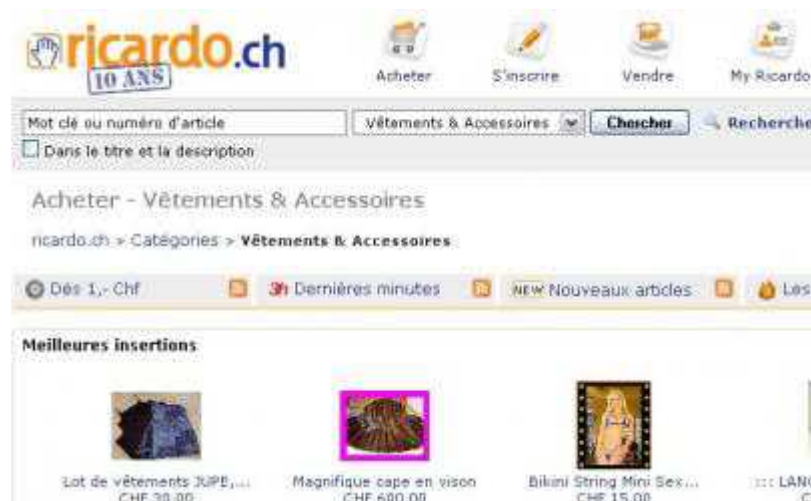 ricardo.ch
10 ANS
Acheter S'inscrire Vendre My Ricardo
Mot clé ou numéro d'article Vêtements & Accessoires Chercher Recherche
Dans le titre et la description
Acheter - Vêtements & Accessoires
ricardo.ch > Catégories > Vêtements & Accessoires
Dès 1,- Chf 3h Dernières minutes NEW Nouveaux articles Les
Meilleures insertions
Lot de vêtements JUPE,... Magnifique cape en vison Bikini String Mini Sex... ::: LAN
CHF 30.00 CHF 600.00 CHF 15.00